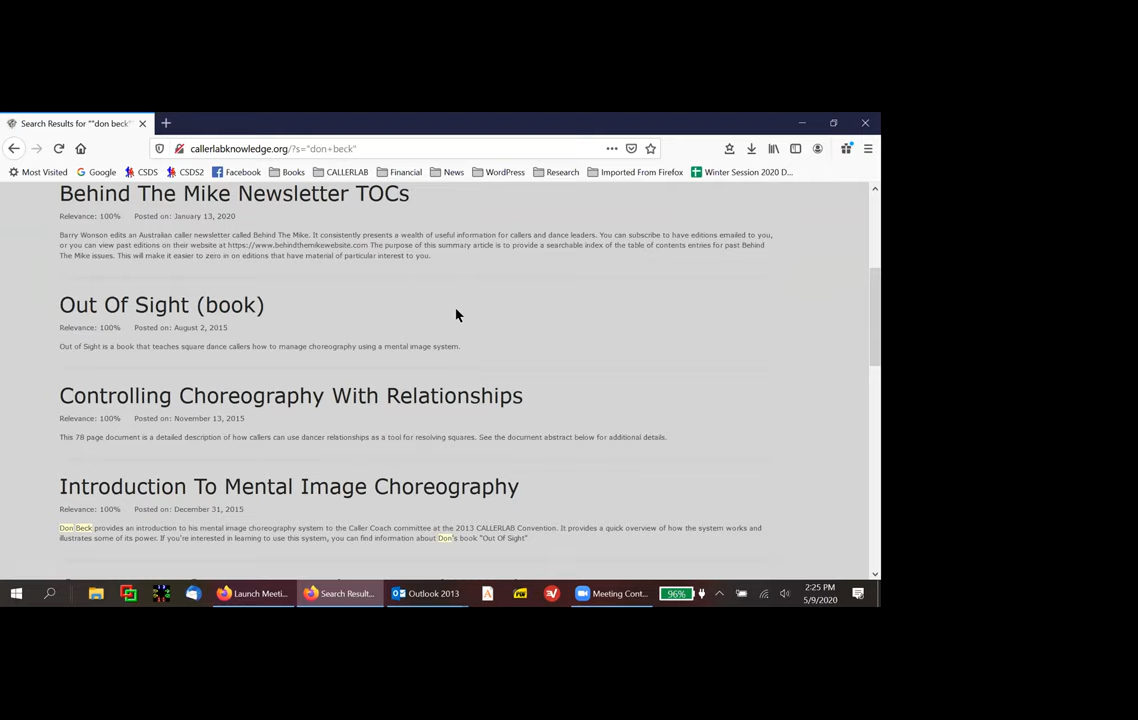 Search Results for ""don beck"
callerlabknowledge.org/?s="don+beck"
Most Visited Google CSDS CSDS2 Facebook Books CALLERLAB Financial News WordPress Research Imported From Firefox Winter Session 2020 D...
Behind The Mike Newsletter TOCs
Relevance: 100% Posted on: January 13, 2020
Barry Wonson edits an Australian caller newsletter called Behind The Mike. It consistently presents a wealth of useful information for callers and dance leaders. You can subscribe to have editions emailed to you,
or you can view past editions on their website at https://www.behindthemikewebsite.com The purpose of this summary article is to provide a searchable index of the table of contents entries for past Behind
The Mike issues. This will make it easier to zero in on editions that have material of particular interest to you.
Out Of Sight (book)
Relevance: 100% Posted on: August 2, 2015
Out of Sight is a book that teaches square dance callers how to manage choreography using a mental image system.
Controlling Choreography With Relationships
Relevance: 100% Posted on: November 13, 2015
This 78 page document is a detailed description of how callers can use dancer relationships as a tool for resolving squares. See the document abstract below for additional details.
Introduction To Mental Image Choreography
Relevance: 100% Posted on: December 31, 2015
Don Beck provides an introduction to his mental image choreography system to the Caller Coach committee at the 2013 CALLERLAB Convention. It provides a quick overview of how the system works and
illustrates some of its power. If you're interested in learning to use this system, you can find information about Don's book "Out Of Sight"
Launch Meeti... Search Result... Outlook 2013 Meeting Cont... 96% 2:25 PM
5/9/2020